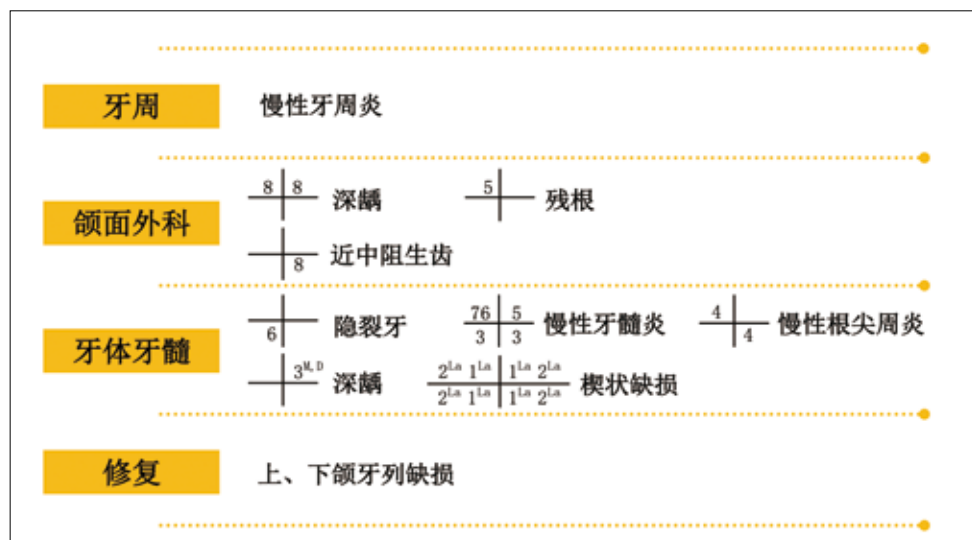 牙周 慢性牙周炎
8 8 深龋 5 残根
颌面外科
8 近中阻生齿
6 隐裂牙 76 5 3 3 慢性牙髓炎 4 4 慢性根尖周炎
牙体牙髓
3M,D 深龋 2La 1La 1La 2La 2La 1La 1La 2La 楔状缺损
修复 上、下颌牙列缺损